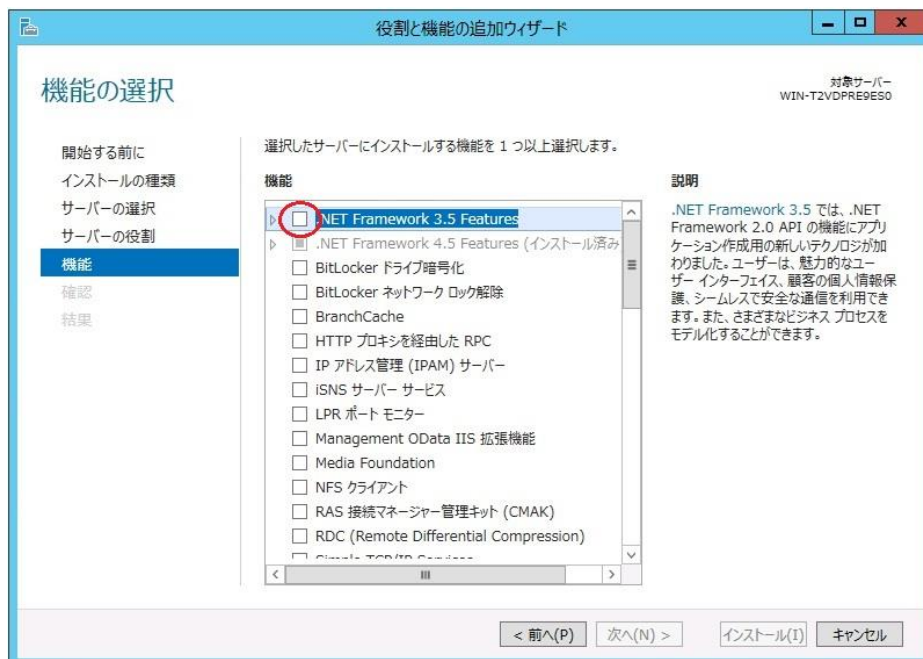 役割と機能の追加ウィザード
機能の選択
対象サーバー
WIN-T2VDPRE9ES0
開始する前に
インストールの種類
サーバーの選択
サーバーの役割
機能
確認
結果
選択したサーバーにインストールする機能を 1 つ以上選択します。
機能
.NET Framework 3.5 Features
.NET Framework 4.5 Features (インストール済み
BitLocker ドライブ暗号化
BitLocker ネットワーク ロック解除
BranchCache
HTTP プロキシを経由した RPC
IP アドレス管理 (IPAM) サーバー
iSNS サーバー サービス
LPR ポート モニター
Management OData IIS 拡張機能
Media Foundation
NFS クライアント
RAS 接続マネージャー管理キット (CMAK)
RDC (Remote Differential Compression)
Simple TCP/IP Services
説明
.NET Framework 3.5 では、.NET
Framework 2.0 API の機能にアプリ
ケーション作成用の新しいテクノロジが加
わりました。ユーザーは、魅力的なユー
ザー インターフェイス、顧客の個人情報保
護、シームレスで安全な通信を利用でき
ます。また、さまざまなビジネス プロセスを
モデル化することができます。
< 前へ(P)
次へ(N) >
インストール(I)
キャンセル